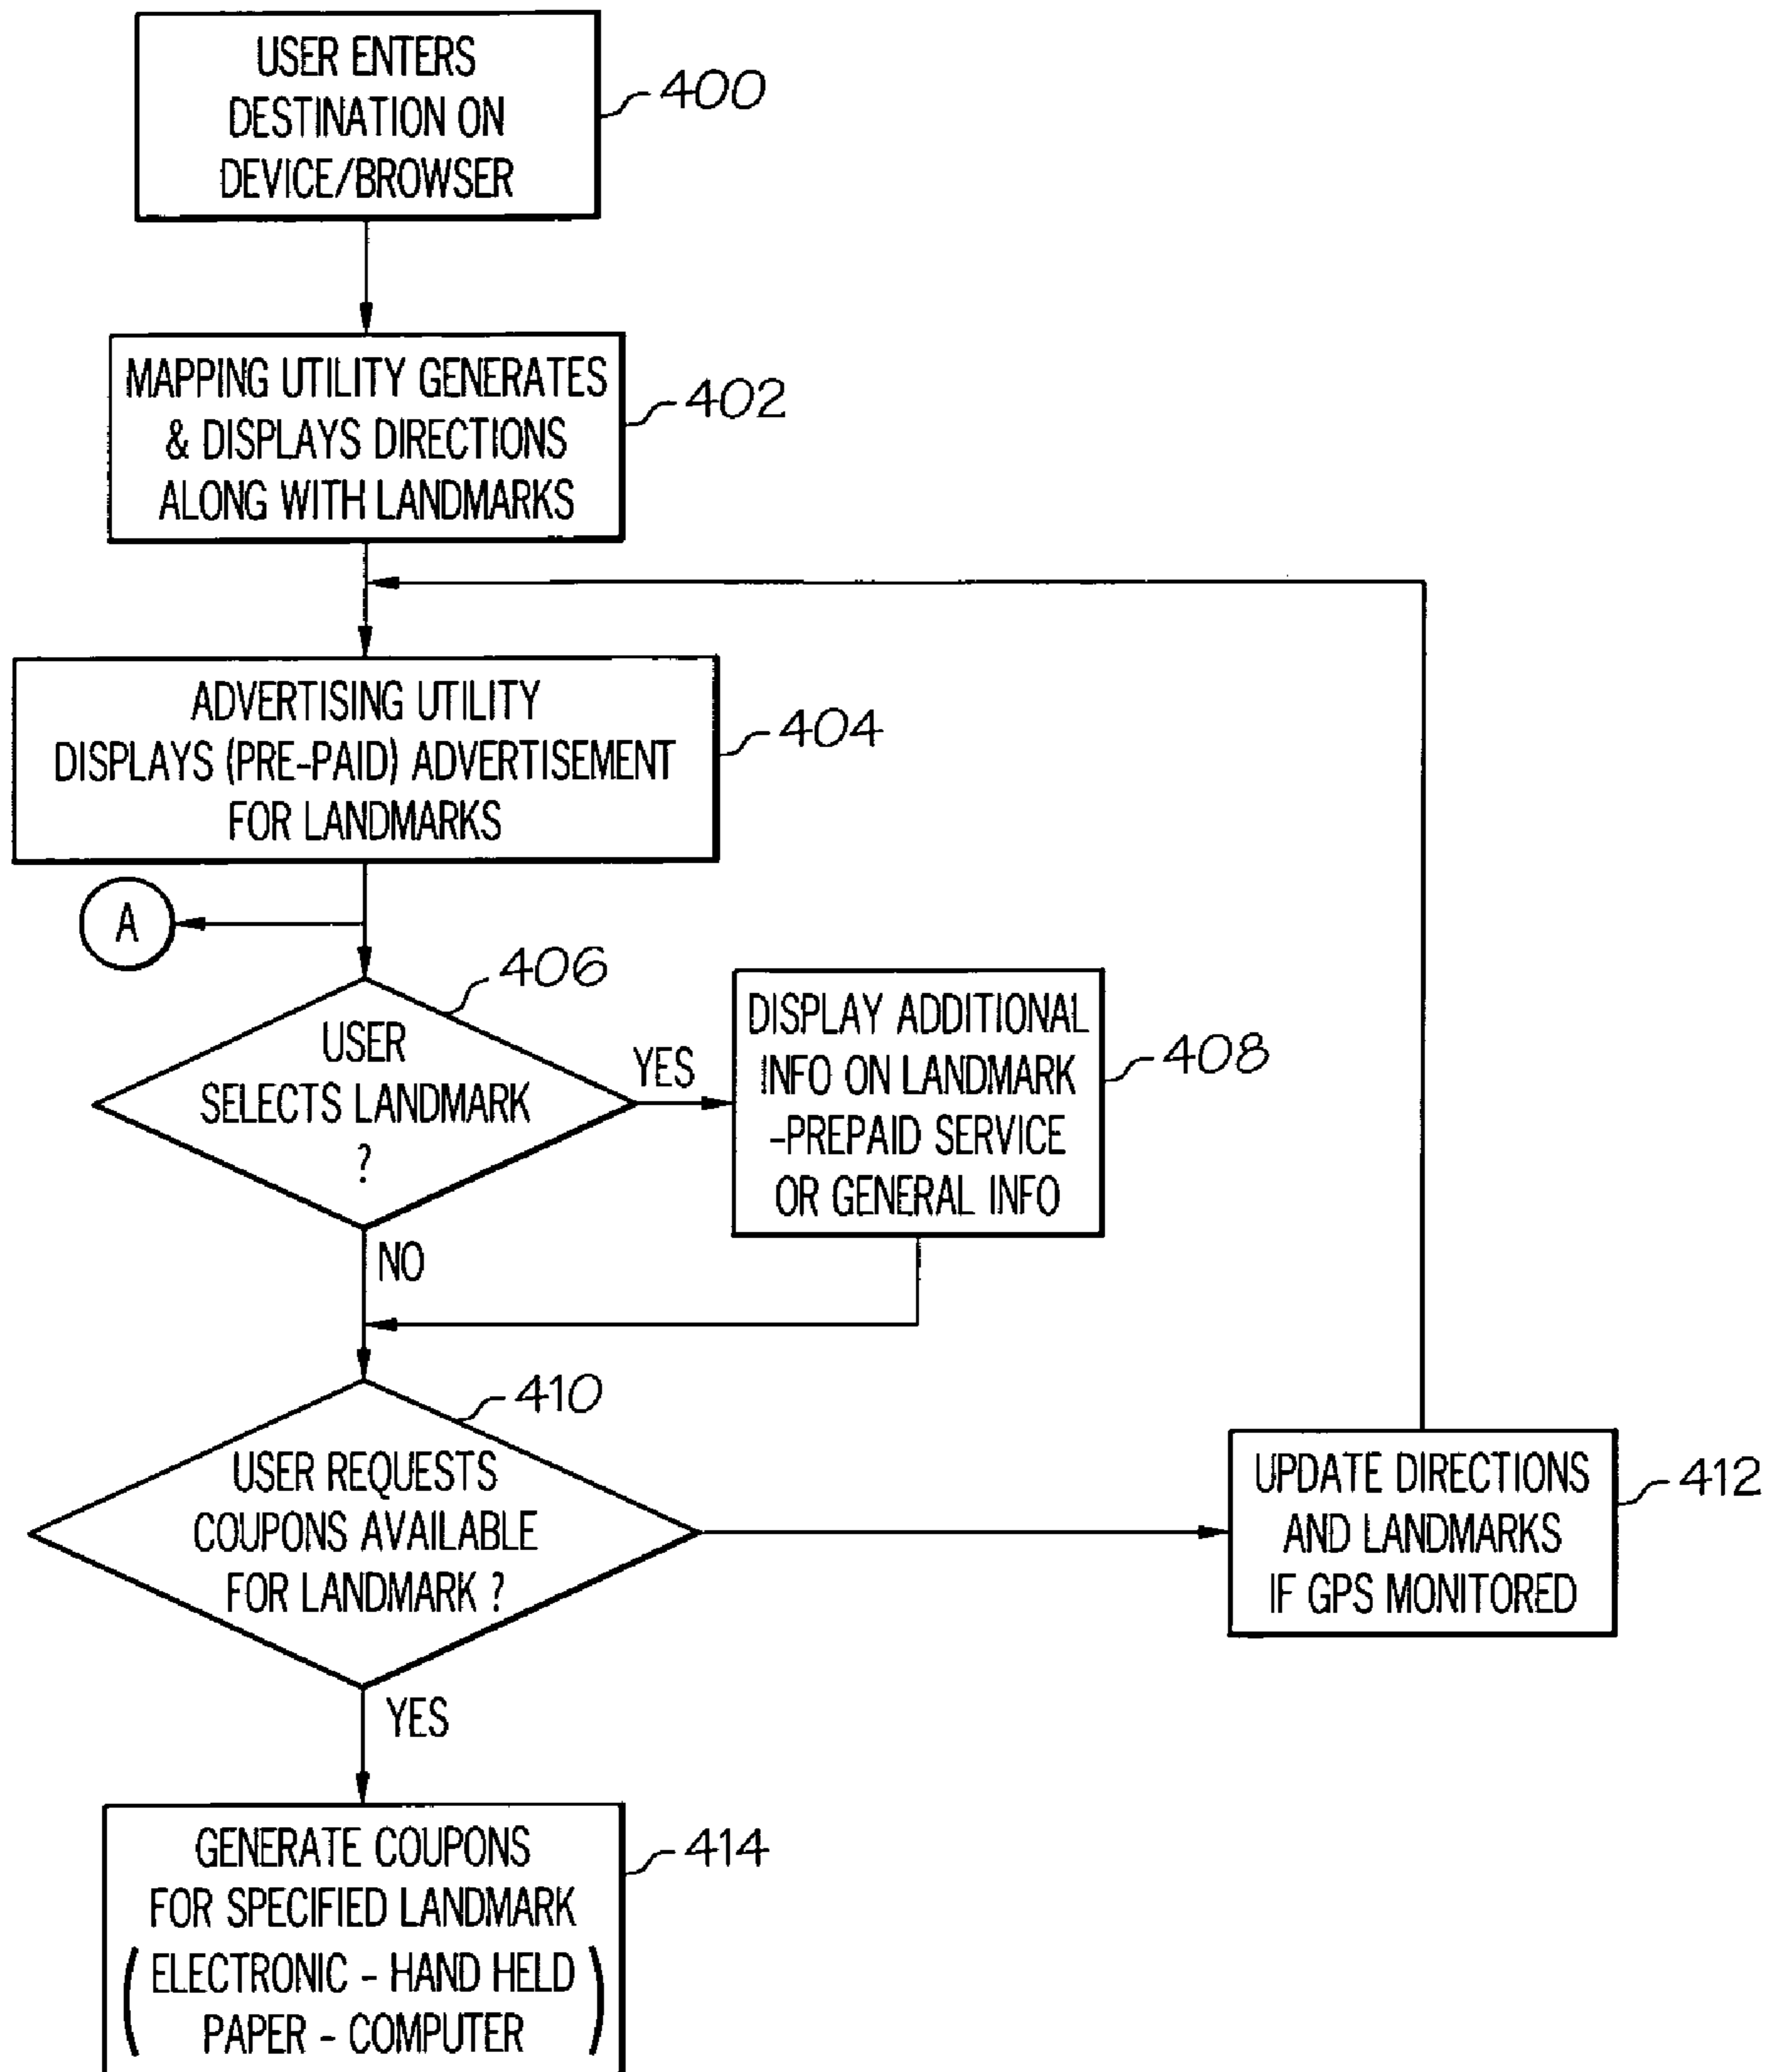 USER ENTERS
DESTINATION ON
DEVICE/BROWSER
400
MAPPING UTILITY GENERATES
& DISPLAYS DIRECTIONS
ALONG WITH LANDMARKS
402
ADVERTISING UTILITY
DISPLAYS (PRE-PAID) ADVERTISEMENT
FOR LANDMARKS
404
A
406
USER
SELECTS LANDMARK
?
YES
NO
DISPLAY ADDITIONAL
INFO ON LANDMARK
-PREPAID SERVICE
OR GENERAL INFO
408
410
USER REQUESTS
COUPONS AVAILABLE
FOR LANDMARK ?
YES
UPDATE DIRECTIONS
AND LANDMARKS
IF GPS MONITORED
412
GENERATE COUPONS
FOR SPECIFIED LANDMARK
(ELECTRONIC - HAND HELD
PAPER - COMPUTER)
414